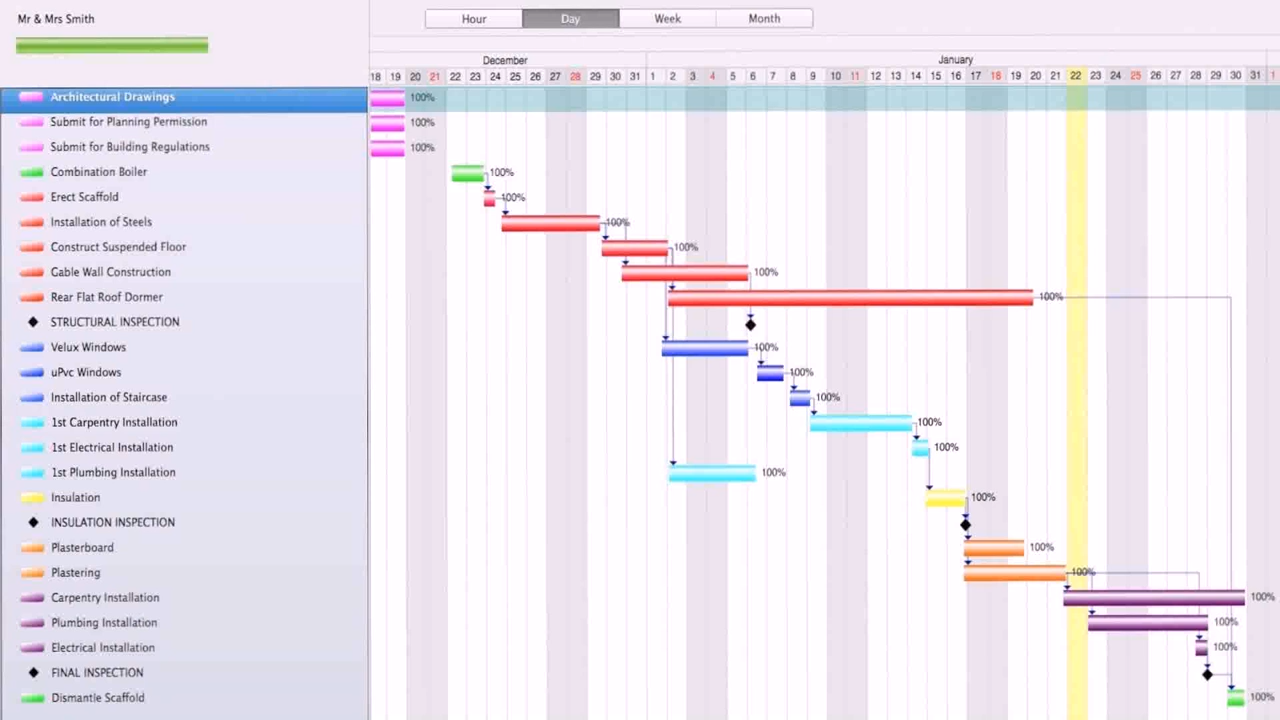 Mr & Mrs Smith
Hour Day Week Month
December January
18 19 20 21 22 23 24 25 26 27 28 29 30 31 1 2 3 4 5 6 7 8 9 10 11 12 13 14 15 16 17 18 19 20 21 22 23 24 25 26 27 28 29 30 31 1
Architectural Drawings 100%
Submit for Planning Permission 100%
Submit for Building Regulations 100%
Combination Boiler 100%
Erect Scaffold 100%
Installation of Steels 100%
Construct Suspended Floor 100%
Gable Wall Construction 100%
Rear Flat Roof Dormer 100%
STRUCTURAL INSPECTION
Velux Windows 100%
uPvc Windows 100%
Installation of Staircase 100%
1st Carpentry Installation 100%
1st Electrical Installation 100%
1st Plumbing Installation 100%
Insulation 100%
INSULATION INSPECTION
Plasterboard 100%
Plastering 100%
Carpentry Installation 100%
Plumbing Installation 100%
Electrical Installation 100%
FINAL INSPECTION
Dismantle Scaffold 100%